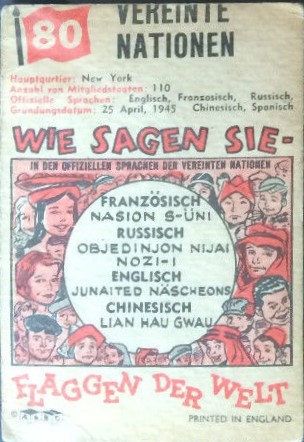 80
VEREINTE
NATIONEN
Hauptquartier: New York
Anzahl von Mitgliedstaaten: 110
Offizielle Sprachen: Englisch, Franzosisch, Russisch,
Chinesisch, Spanisch
Grundungsdatum: 25 April, 1945
WIE SAGEN SIE-
IN DEN OFFIZIELLEN SPRACHEN DER VEREINTEN NATIONEN
FRANZÖSISCH
NASION S-ÜNI
RUSSISCH
OBJEDINJON NIJAI
NOZI-I
ENGLISCH
JUNAITED NÄSCHEONS
CHINESISCH
LIAN HAU GWAU
FLAGGEN DER WELT
© A.& B.C.
PRINTED IN ENGLAND